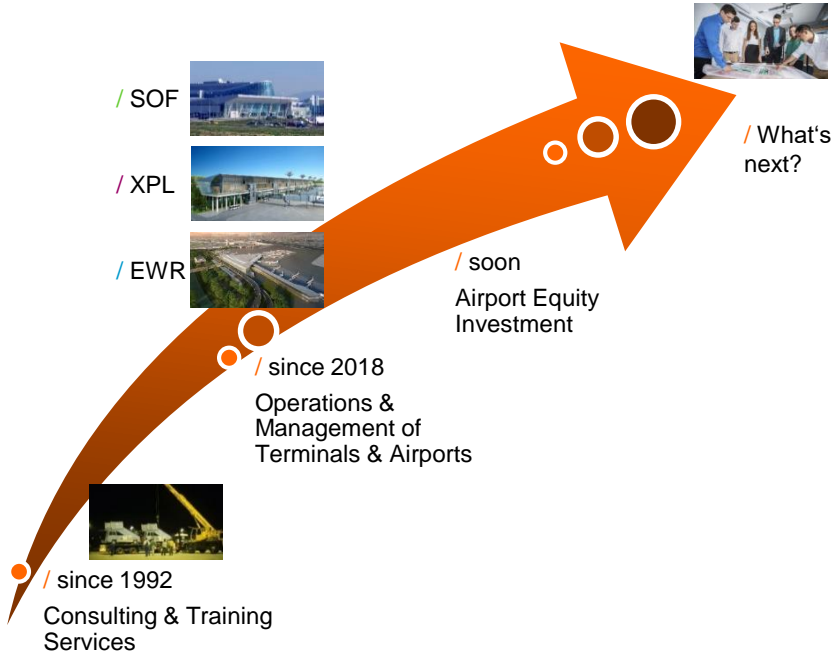 / SOF
/ XPL
/ EWR
/ What‘s
next?
/ soon
Airport Equity
Investment
/ since 2018
Operations &
Management of
Terminals & Airports
/ since 1992
Consulting & Training
Services